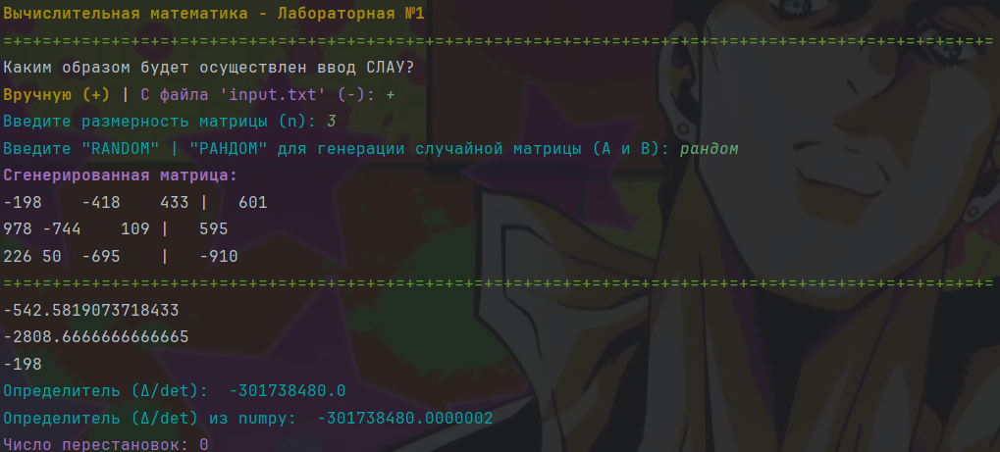 Вычислительная математика - Лабораторная №1
=+=+=+=+=+=+=+=+=+=+=+=+=+=+=+=+=+=+=+=+=+=+=+=+=+=+=+=+=+=+=+=+=+=+=+=+=+=+=+=+=+=+=+=+=+=+=+=+=+=+=
Каким образом будет осуществлен ввод СЛАУ?
Вручную (+) | С файла 'input.txt' (-): +
Введите размерность матрицы (n): 3
Введите "RANDOM" | "РАНДОМ" для генерации случайной матрицы (А и В): рандом
Сгенерированная матрица:
-198    -418    433 |   601
978 -744    109 |   595
226 50  -695    |   -910
=+=+=+=+=+=+=+=+=+=+=+=+=+=+=+=+=+=+=+=+=+=+=+=+=+=+=+=+=+=+=+=+=+=+=+=+=+=+=+=+=+=+=+=+=+=+=+=+=+=+=
-542.5819073718433
-2808.6666666666665
-198
Определитель (Δ/det):  -301738480.0
Определитель (Δ/det) из numpy:  -301738480.0000002
Число перестановок: 0